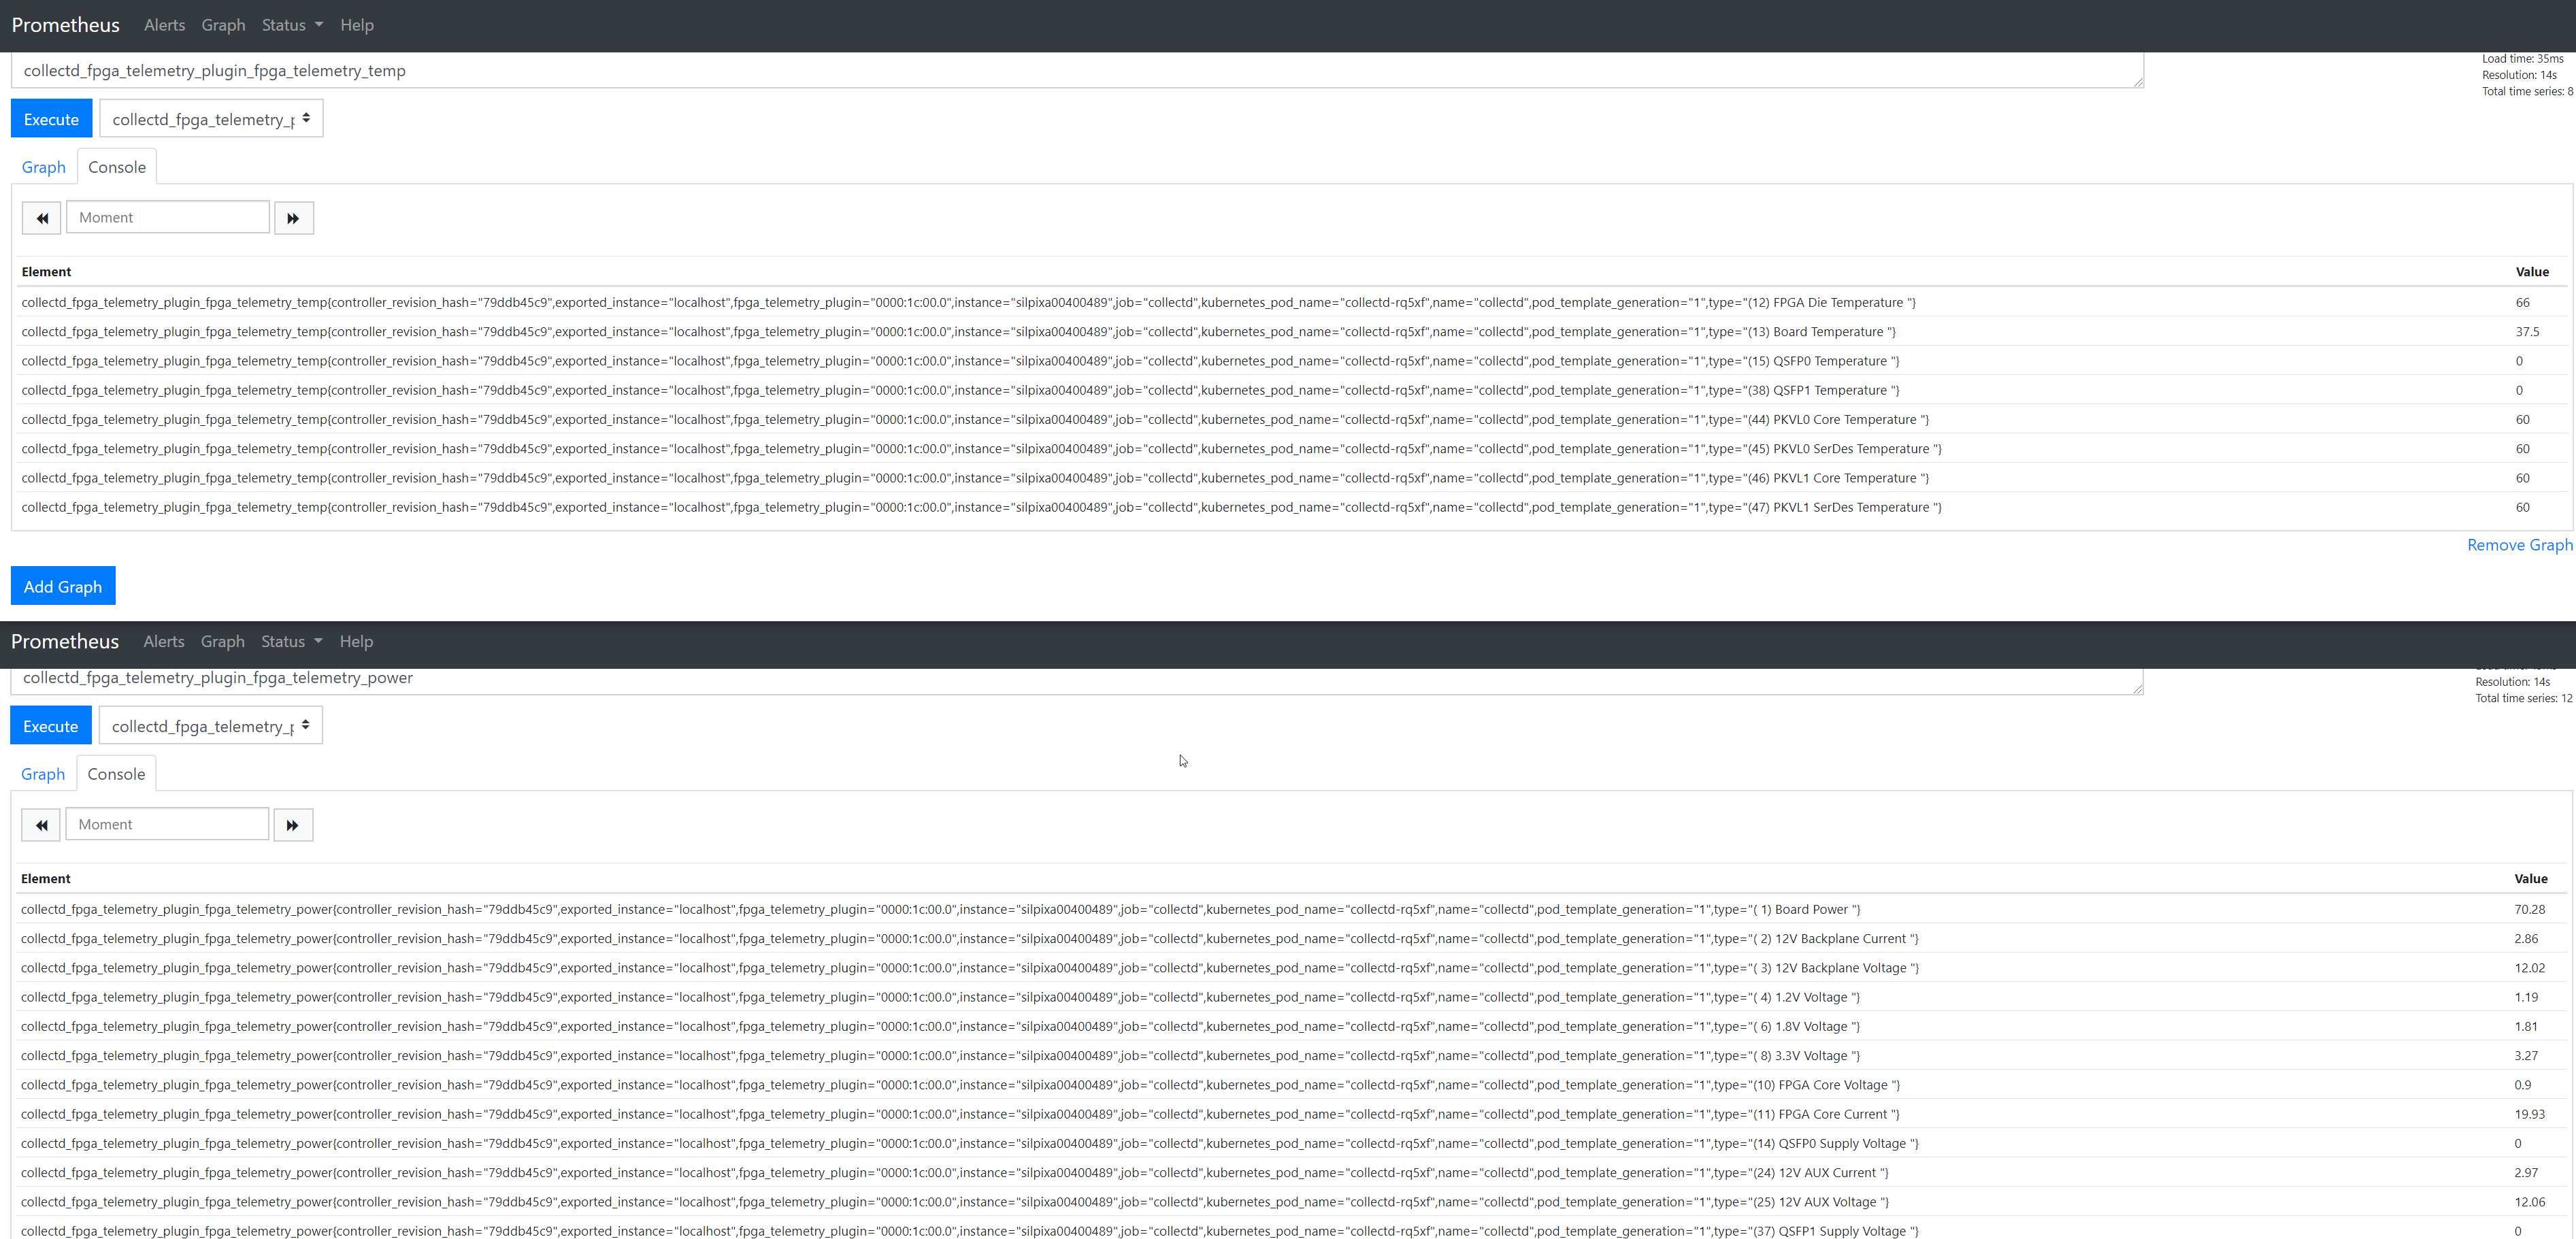 Prometheus Alerts Graph Status Help
collectd_fpga_telemetry_plugin_fpga_telemetry_temp
Load time: 35ms
Resolution: 14s
Total time series: 8
Execute collectd_fpga_telemetry_p
Graph Console
Moment
Element Value
collectd_fpga_telemetry_plugin_fpga_telemetry_temp{controller_revision_hash="79ddb45c9",exported_instance="localhost",fpga_telemetry_plugin="0000:1c:00.0",instance="silpixa00400489",job="collectd",kubernetes_pod_name="collectd-rq5xf",name="collectd",pod_template_generation="1",type="(12) FPGA Die Temperature "} 66
collectd_fpga_telemetry_plugin_fpga_telemetry_temp{controller_revision_hash="79ddb45c9",exported_instance="localhost",fpga_telemetry_plugin="0000:1c:00.0",instance="silpixa00400489",job="collectd",kubernetes_pod_name="collectd-rq5xf",name="collectd",pod_template_generation="1",type="(13) Board Temperature "} 37.5
collectd_fpga_telemetry_plugin_fpga_telemetry_temp{controller_revision_hash="79ddb45c9",exported_instance="localhost",fpga_telemetry_plugin="0000:1c:00.0",instance="silpixa00400489",job="collectd",kubernetes_pod_name="collectd-rq5xf",name="collectd",pod_template_generation="1",type="(15) QSFP0 Temperature "} 0
collectd_fpga_telemetry_plugin_fpga_telemetry_temp{controller_revision_hash="79ddb45c9",exported_instance="localhost",fpga_telemetry_plugin="0000:1c:00.0",instance="silpixa00400489",job="collectd",kubernetes_pod_name="collectd-rq5xf",name="collectd",pod_template_generation="1",type="(38) QSFP1 Temperature "} 0
collectd_fpga_telemetry_plugin_fpga_telemetry_temp{controller_revision_hash="79ddb45c9",exported_instance="localhost",fpga_telemetry_plugin="0000:1c:00.0",instance="silpixa00400489",job="collectd",kubernetes_pod_name="collectd-rq5xf",name="collectd",pod_template_generation="1",type="(44) PKVL0 Core Temperature "} 60
collectd_fpga_telemetry_plugin_fpga_telemetry_temp{controller_revision_hash="79ddb45c9",exported_instance="localhost",fpga_telemetry_plugin="0000:1c:00.0",instance="silpixa00400489",job="collectd",kubernetes_pod_name="collectd-rq5xf",name="collectd",pod_template_generation="1",type="(45) PKVL0 SerDes Temperature "} 60
collectd_fpga_telemetry_plugin_fpga_telemetry_temp{controller_revision_hash="79ddb45c9",exported_instance="localhost",fpga_telemetry_plugin="0000:1c:00.0",instance="silpixa00400489",job="collectd",kubernetes_pod_name="collectd-rq5xf",name="collectd",pod_template_generation="1",type="(46) PKVL1 Core Temperature "} 60
collectd_fpga_telemetry_plugin_fpga_telemetry_temp{controller_revision_hash="79ddb45c9",exported_instance="localhost",fpga_telemetry_plugin="0000:1c:00.0",instance="silpixa00400489",job="collectd",kubernetes_pod_name="collectd-rq5xf",name="collectd",pod_template_generation="1",type="(47) PKVL1 SerDes Temperature "} 60
Remove Graph
Add Graph
Prometheus Alerts Graph Status Help
collectd_fpga_telemetry_plugin_fpga_telemetry_power
Resolution: 14s
Total time series: 12
Execute collectd_fpga_telemetry_p
Graph Console
Moment
Element Value
collectd_fpga_telemetry_plugin_fpga_telemetry_power{controller_revision_hash="79ddb45c9",exported_instance="localhost",fpga_telemetry_plugin="0000:1c:00.0",instance="silpixa00400489",job="collectd",kubernetes_pod_name="collectd-rq5xf",name="collectd",pod_template_generation="1",type="( 1) Board Power "} 70.28
collectd_fpga_telemetry_plugin_fpga_telemetry_power{controller_revision_hash="79ddb45c9",exported_instance="localhost",fpga_telemetry_plugin="0000:1c:00.0",instance="silpixa00400489",job="collectd",kubernetes_pod_name="collectd-rq5xf",name="collectd",pod_template_generation="1",type="( 2) 12V Backplane Current "} 2.86
collectd_fpga_telemetry_plugin_fpga_telemetry_power{controller_revision_hash="79ddb45c9",exported_instance="localhost",fpga_telemetry_plugin="0000:1c:00.0",instance="silpixa00400489",job="collectd",kubernetes_pod_name="collectd-rq5xf",name="collectd",pod_template_generation="1",type="( 3) 12V Backplane Voltage "} 12.02
collectd_fpga_telemetry_plugin_fpga_telemetry_power{controller_revision_hash="79ddb45c9",exported_instance="localhost",fpga_telemetry_plugin="0000:1c:00.0",instance="silpixa00400489",job="collectd",kubernetes_pod_name="collectd-rq5xf",name="collectd",pod_template_generation="1",type="( 4) 1.2V Voltage "} 1.19
collectd_fpga_telemetry_plugin_fpga_telemetry_power{controller_revision_hash="79ddb45c9",exported_instance="localhost",fpga_telemetry_plugin="0000:1c:00.0",instance="silpixa00400489",job="collectd",kubernetes_pod_name="collectd-rq5xf",name="collectd",pod_template_generation="1",type="( 6) 1.8V Voltage "} 1.81
collectd_fpga_telemetry_plugin_fpga_telemetry_power{controller_revision_hash="79ddb45c9",exported_instance="localhost",fpga_telemetry_plugin="0000:1c:00.0",instance="silpixa00400489",job="collectd",kubernetes_pod_name="collectd-rq5xf",name="collectd",pod_template_generation="1",type="( 8) 3.3V Voltage "} 3.27
collectd_fpga_telemetry_plugin_fpga_telemetry_power{controller_revision_hash="79ddb45c9",exported_instance="localhost",fpga_telemetry_plugin="0000:1c:00.0",instance="silpixa00400489",job="collectd",kubernetes_pod_name="collectd-rq5xf",name="collectd",pod_template_generation="1",type="(10) FPGA Core Voltage "} 0.9
collectd_fpga_telemetry_plugin_fpga_telemetry_power{controller_revision_hash="79ddb45c9",exported_instance="localhost",fpga_telemetry_plugin="0000:1c:00.0",instance="silpixa00400489",job="collectd",kubernetes_pod_name="collectd-rq5xf",name="collectd",pod_template_generation="1",type="(11) FPGA Core Current "} 19.93
collectd_fpga_telemetry_plugin_fpga_telemetry_power{controller_revision_hash="79ddb45c9",exported_instance="localhost",fpga_telemetry_plugin="0000:1c:00.0",instance="silpixa00400489",job="collectd",kubernetes_pod_name="collectd-rq5xf",name="collectd",pod_template_generation="1",type="(14) QSFP0 Supply Voltage "} 0
collectd_fpga_telemetry_plugin_fpga_telemetry_power{controller_revision_hash="79ddb45c9",exported_instance="localhost",fpga_telemetry_plugin="0000:1c:00.0",instance="silpixa00400489",job="collectd",kubernetes_pod_name="collectd-rq5xf",name="collectd",pod_template_generation="1",type="(24) 12V AUX Current "} 2.97
collectd_fpga_telemetry_plugin_fpga_telemetry_power{controller_revision_hash="79ddb45c9",exported_instance="localhost",fpga_telemetry_plugin="0000:1c:00.0",instance="silpixa00400489",job="collectd",kubernetes_pod_name="collectd-rq5xf",name="collectd",pod_template_generation="1",type="(25) 12V AUX Voltage "} 12.06
collectd_fpga_telemetry_plugin_fpga_telemetry_power{controller_revision_hash="79ddb45c9",exported_instance="localhost",fpga_telemetry_plugin="0000:1c:00.0",instance="silpixa00400489",job="collectd",kubernetes_pod_name="collectd-rq5xf",name="collectd",pod_template_generation="1",type="(37) QSFP1 Supply Voltage "} 0